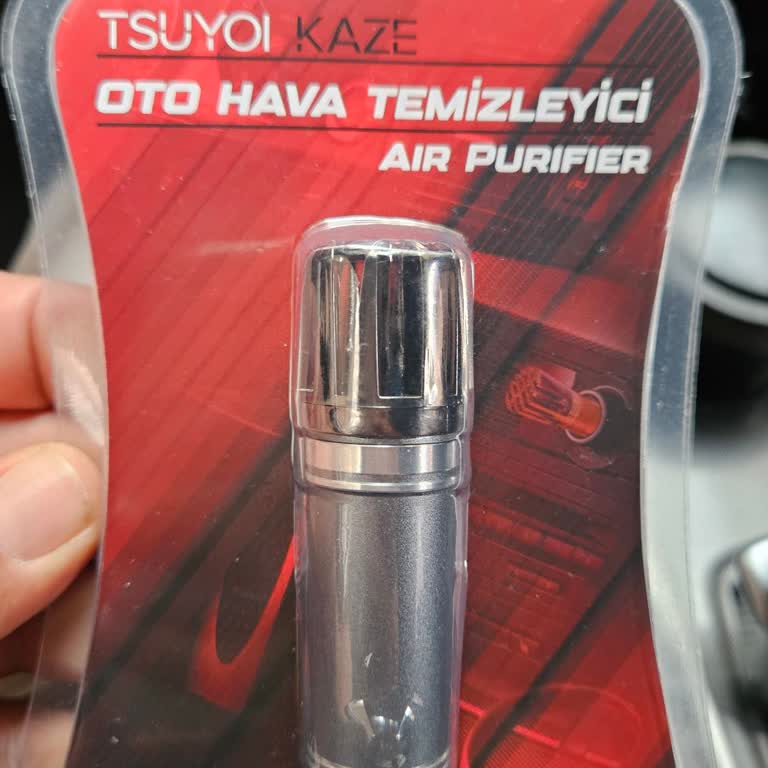 TSUYOI KAZE
OTO HAVA TEMİZLEYİCİ
AIR PURIFIER